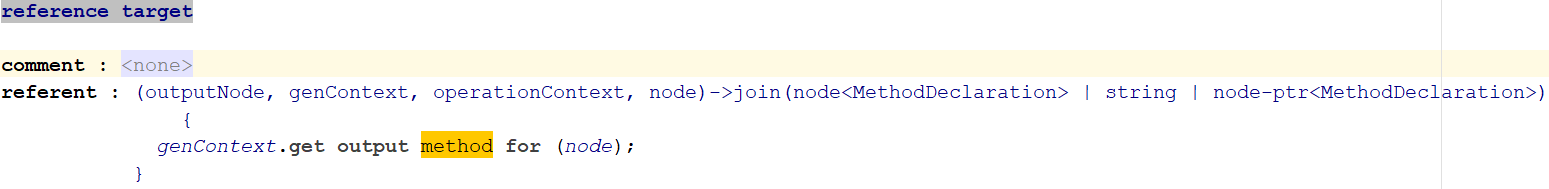 reference target
comment : <none>
referent : (outputNode, genContext, operationContext, node)->join(node<MethodDeclaration> | string | node-ptr<MethodDeclaration>)
{
genContext.get output method for (node);
}